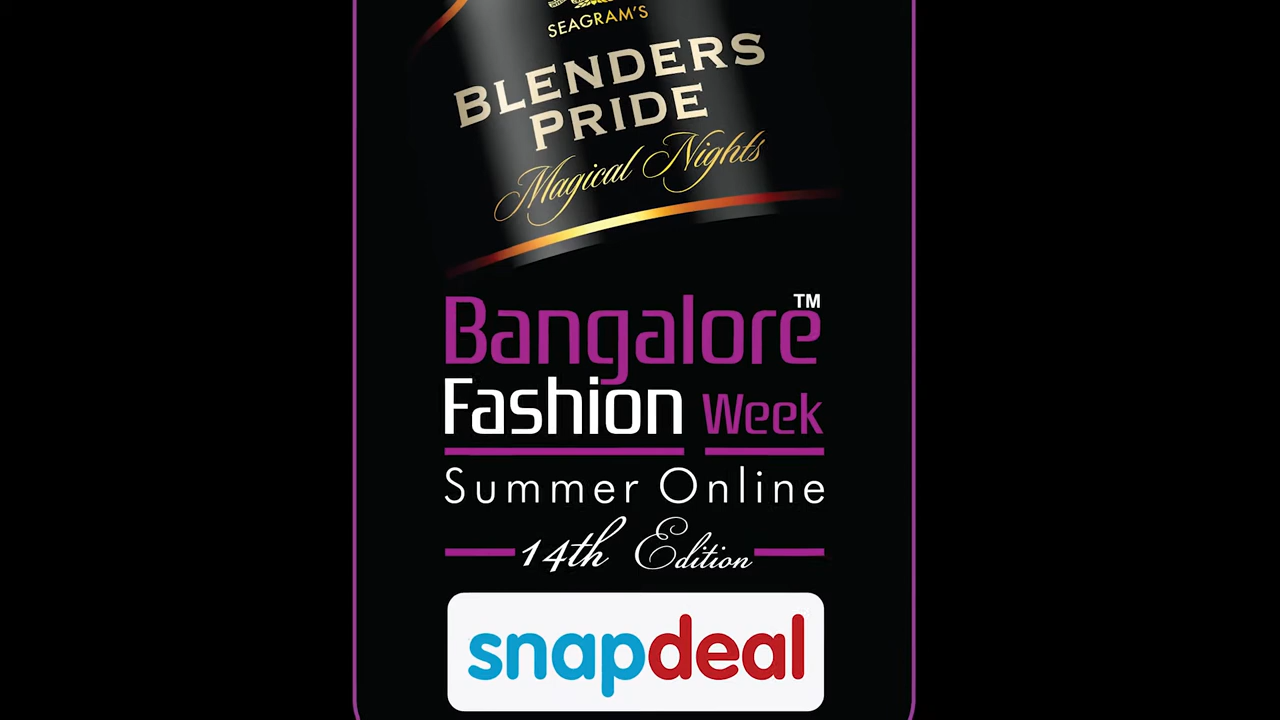 SEAGRAM'S
BLENDERS
PRIDE
Magical Nights
Bangalore™
Fashion Week
Summer Online
14th Edition
snapdeal